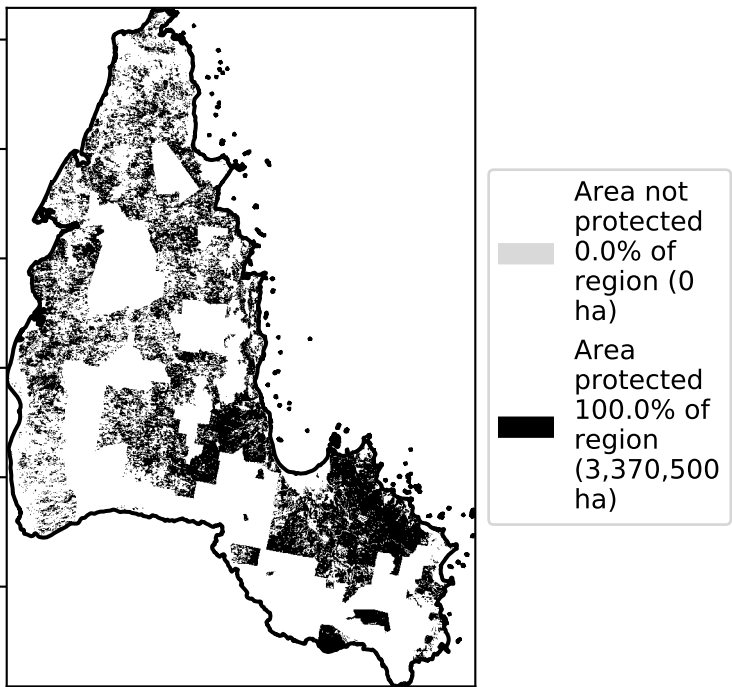 Area not
protected
0.0% of
region (0
ha)
Area
protected
100.0% of
region
(3,370,500
ha)